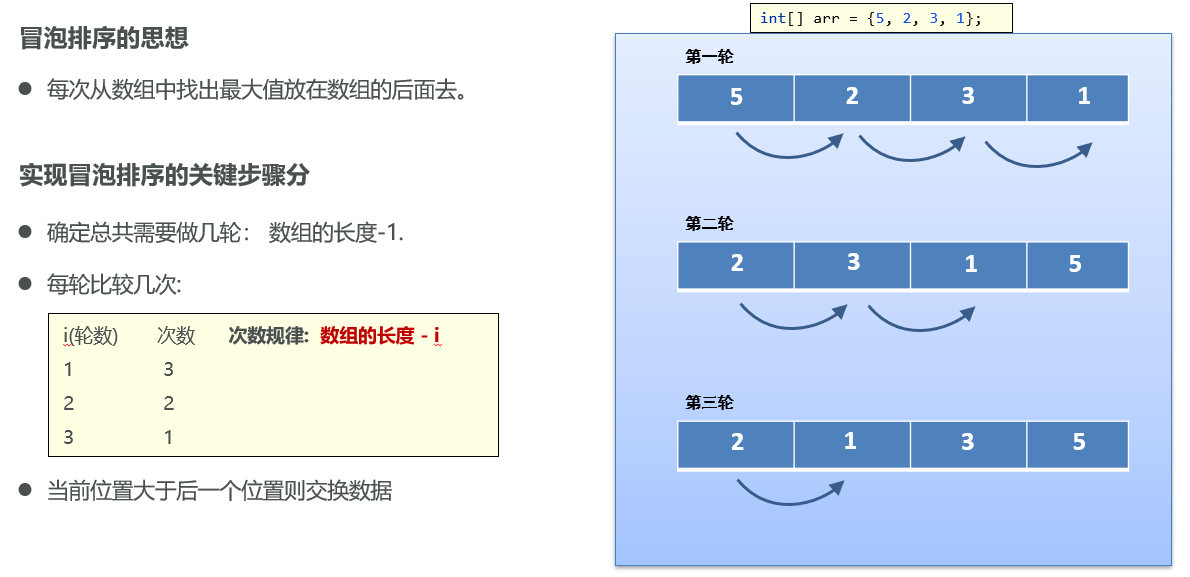 冒泡排序的思想
● 每次从数组中找出最大值放在数组的后面去。
实现冒泡排序的关键步骤分
● 确定总共需要做几轮： 数组的长度-1.
● 每轮比较几次:
i(轮数) 次数 次数规律: 数组的长度 - i
1 3
2 2
3 1
● 当前位置大于后一个位置则交换数据
int[] arr = {5, 2, 3, 1};
第一轮
5 2 3 1
第二轮
2 3 1 5
第三轮
2 1 3 5